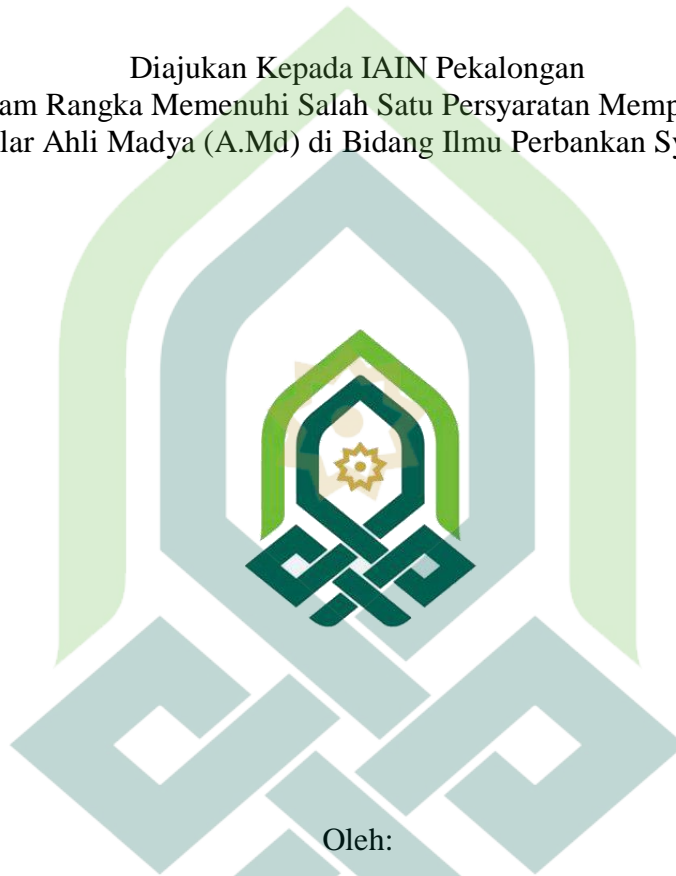 Diajukan Kepada IAIN Pekalongan
Rangka Memenuhi Salah Satu Persyaratan
Ahli Madya (A.Md) di Bidang Ilmu Perbankan
Oleh: